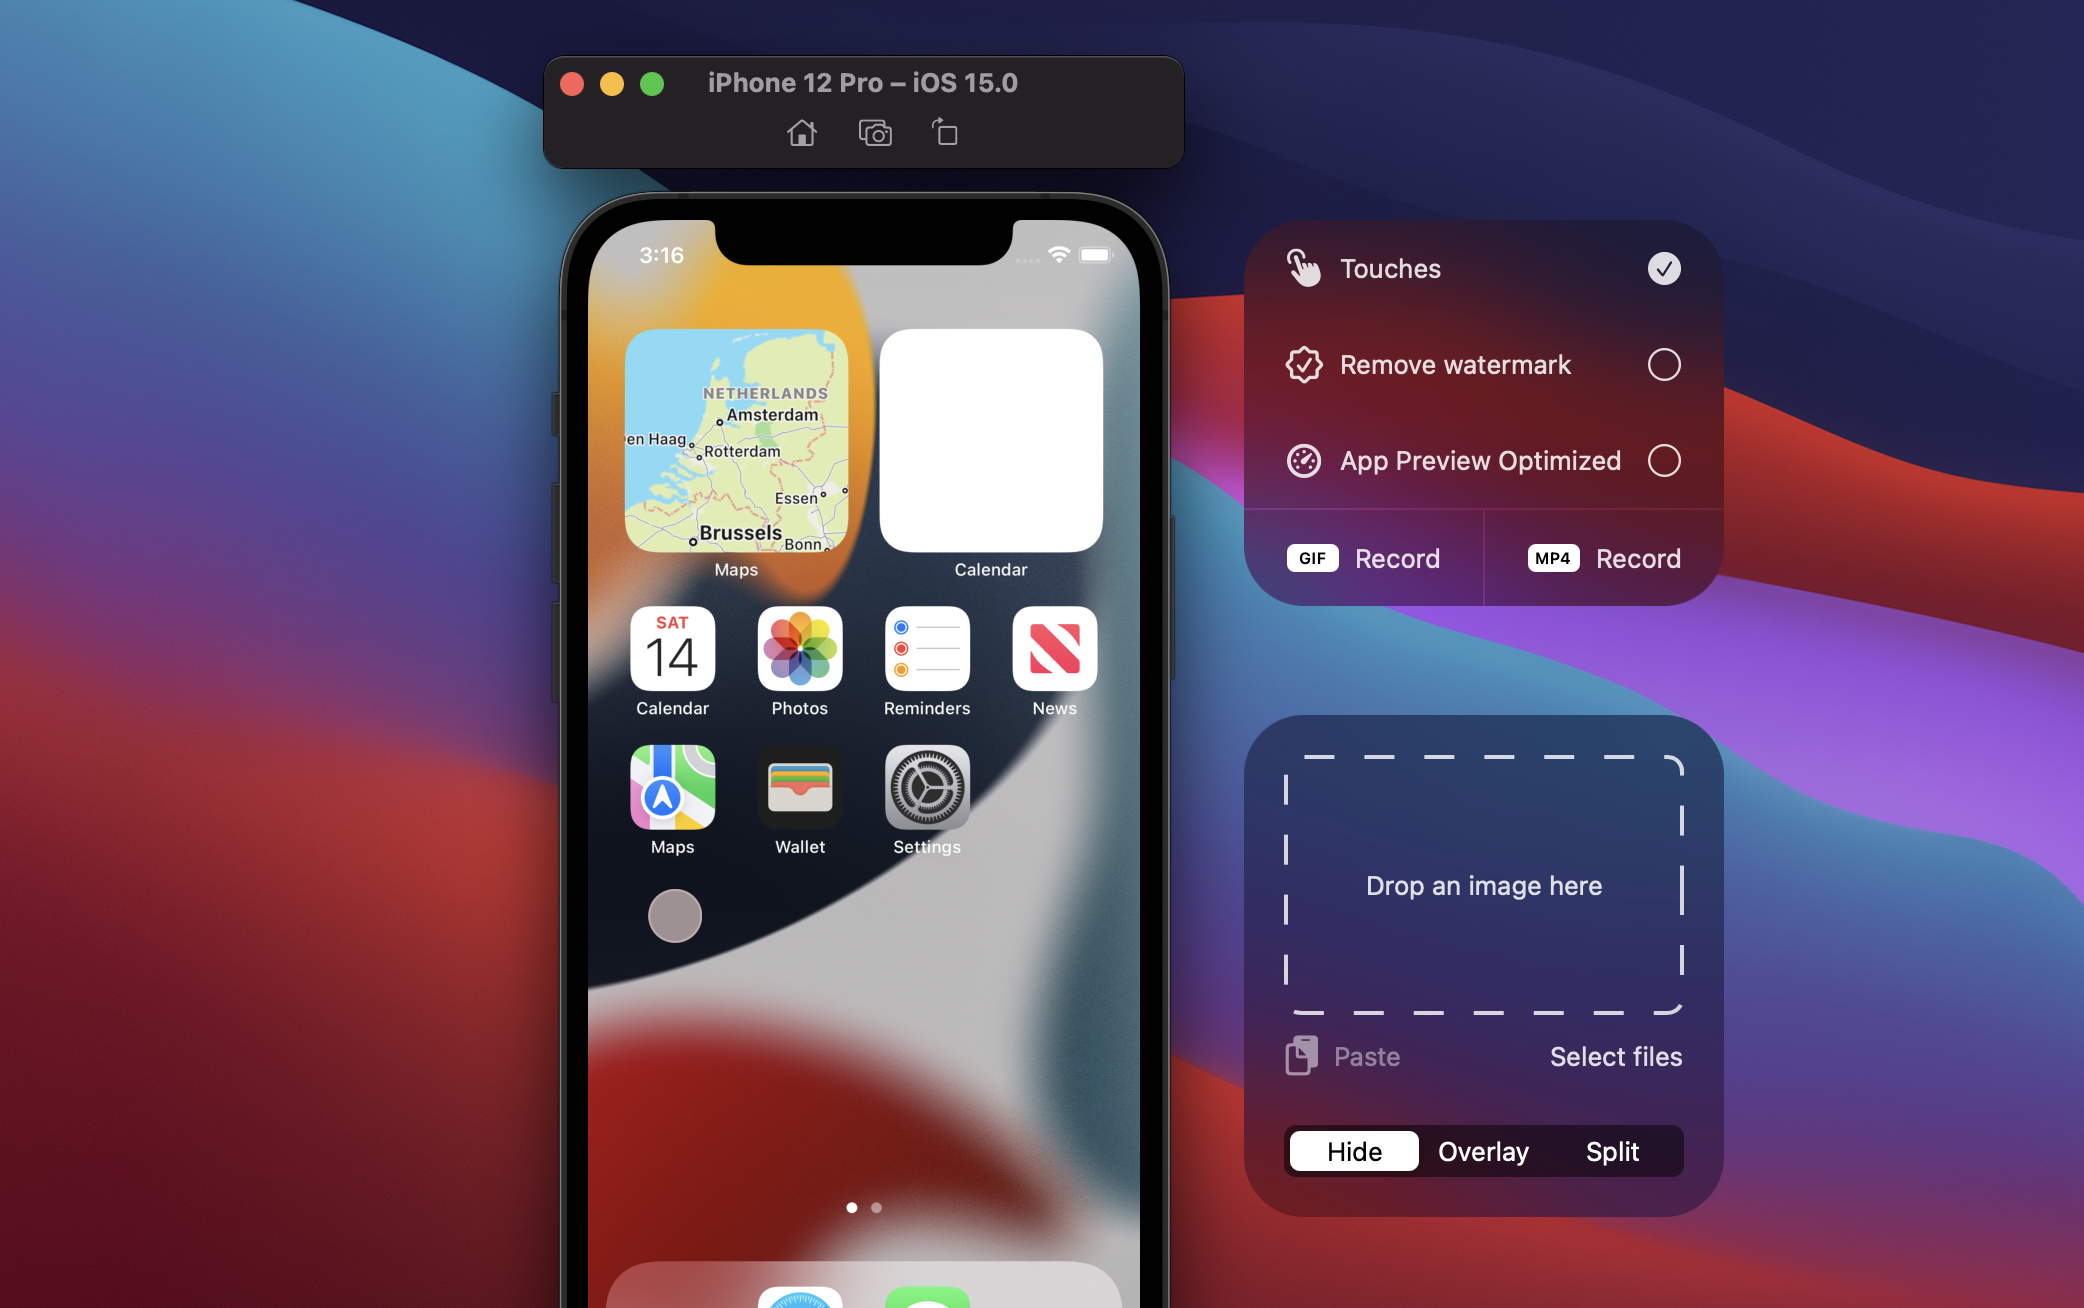 iPhone 12 Pro – iOS 15.0
3:16
NETHERLANDS
Amsterdam
en Haag
Rotterdam
Essen
Brussels
Bonn
Maps
Calendar
SAT
14
Calendar
Photos
Reminders
News
Maps
Wallet
Settings
Touches
Remove watermark
App Preview Optimized
GIF Record
MP4 Record
Drop an image here
Paste
Select files
Hide
Overlay
Split